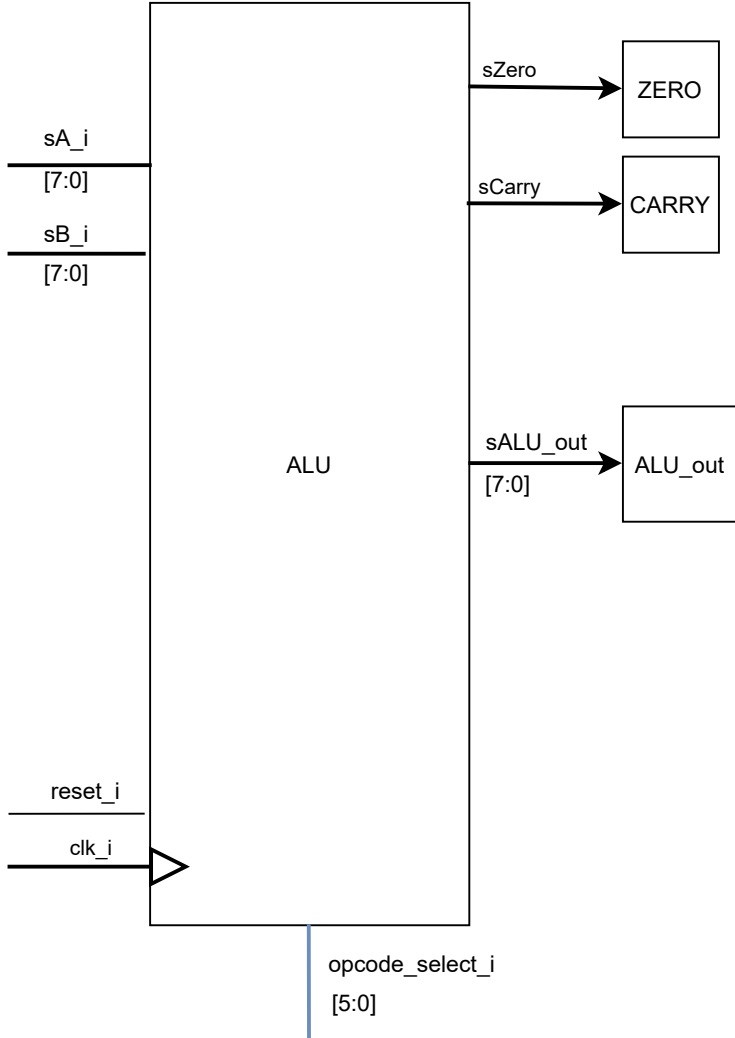 sZero
ZERO
sA_i
[7:0]
sCarry
CARRY
sB_i
[7:0]
sALU_out
ALU
ALU_out
[7:0]
reset_i
clk_i
opcode_select_i
[5:0]